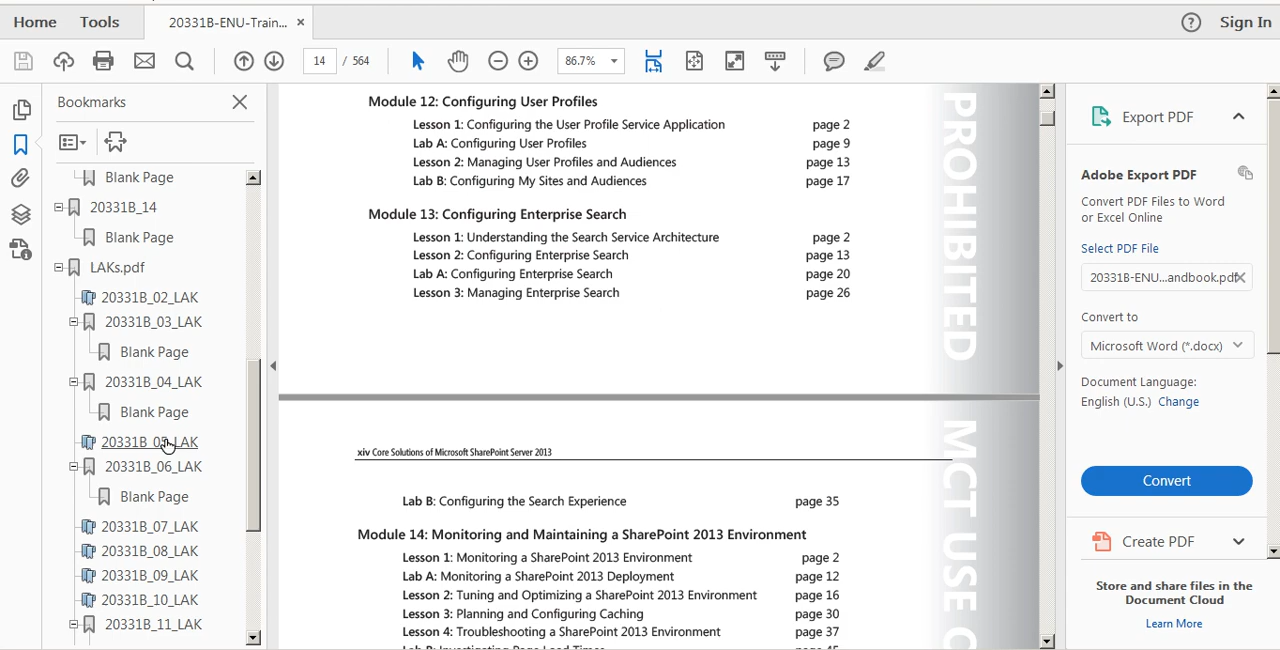 Home Tools 20331B-ENU-Train... × ? Sign In
14 / 564 86.7%
Bookmarks
Blank Page
20331B_14
Blank Page
LAKs.pdf
20331B_02_LAK
20331B_03_LAK
Blank Page
20331B_04_LAK
Blank Page
20331B_05_LAK
20331B_06_LAK
Blank Page
20331B_07_LAK
20331B_08_LAK
20331B_09_LAK
20331B_10_LAK
20331B_11_LAK
Module 12: Configuring User Profiles
Lesson 1: Configuring the User Profile Service Application page 2
Lab A: Configuring User Profiles page 9
Lesson 2: Managing User Profiles and Audiences page 13
Lab B: Configuring My Sites and Audiences page 17
Module 13: Configuring Enterprise Search
Lesson 1: Understanding the Search Service Architecture page 2
Lesson 2: Configuring Enterprise Search page 13
Lab A: Configuring Enterprise Search page 20
Lesson 3: Managing Enterprise Search page 26
PROHIBITED
xiv Core Solutions of Microsoft SharePoint Server 2013
Lab B: Configuring the Search Experience page 35
Module 14: Monitoring and Maintaining a SharePoint 2013 Environment
Lesson 1: Monitoring a SharePoint 2013 Environment page 2
Lab A: Monitoring a SharePoint 2013 Deployment page 12
Lesson 2: Tuning and Optimizing a SharePoint 2013 Environment page 16
Lesson 3: Planning and Configuring Caching page 30
Lesson 4: Troubleshooting a SharePoint 2013 Environment page 37
Lab B: Investigating Page Load Times page 45
MCT USE
Export PDF
Adobe Export PDF
Convert PDF Files to Word
or Excel Online
Select PDF File
20331B-ENU...andbook.pdf
Convert to
Microsoft Word (*.docx)
Document Language:
English (U.S.) Change
Convert
Create PDF
Store and share files in the
Document Cloud
Learn More